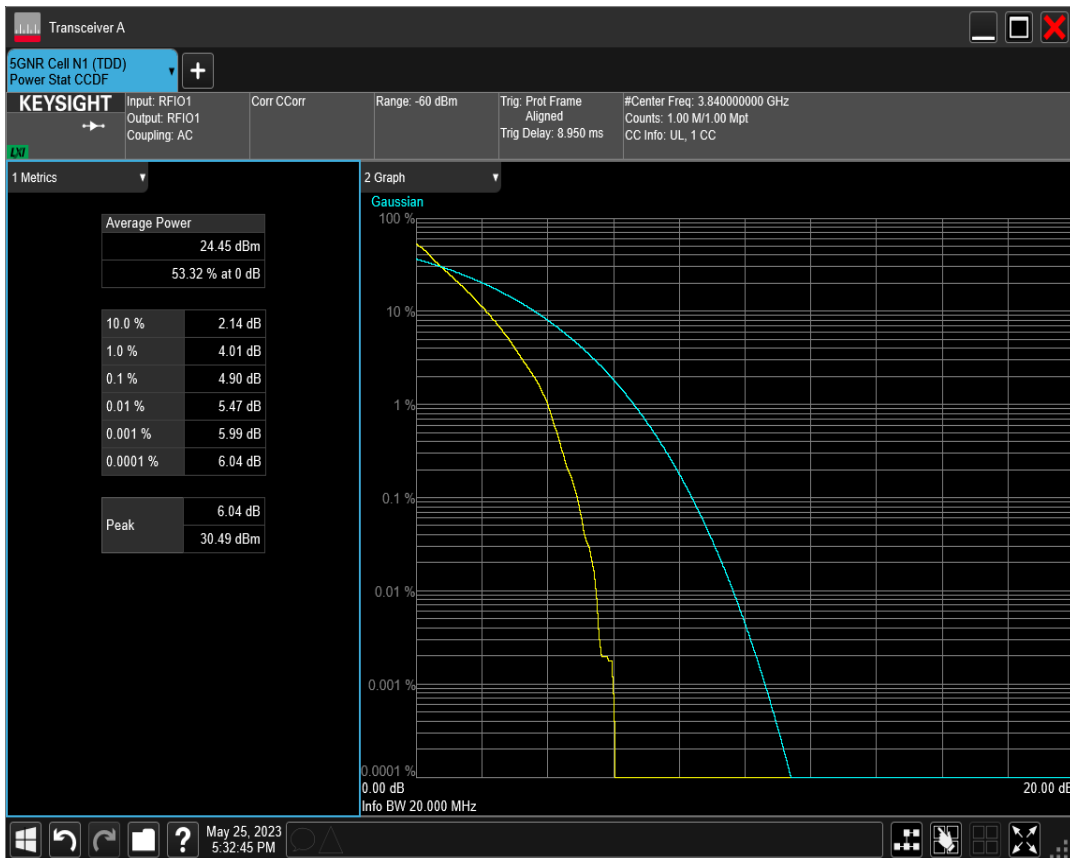 Transceiver A
5GNR Cell N1 (TDD)
Power Stat CCDF
+
KEYSIGHT
LXI
Input: RFIO1
Output: RFIO1
Coupling: AC
Corr CCorr
Range: -60 dBm
Trig: Prot Frame
Aligned
Trig Delay: 8.950 ms
#Center Freq: 3.840000000 GHz
Counts: 1.00 M/1.00 Mpt
CC Info: UL, 1 CC
1 Metrics
Average Power
24.45 dBm
53.32 % at 0 dB
10.0 % 2.14 dB
1.0 % 4.01 dB
0.1 % 4.90 dB
0.01 % 5.47 dB
0.001 % 5.99 dB
0.0001 % 6.04 dB
Peak 6.04 dB
30.49 dBm
2 Graph
Gaussian
100 %
10 %
1 %
0.1 %
0.01 %
0.001 %
0.0001 %
0.00 dB 20.00 dB
Info BW 20.000 MHz
?
May 25, 2023
5:32:45 PM